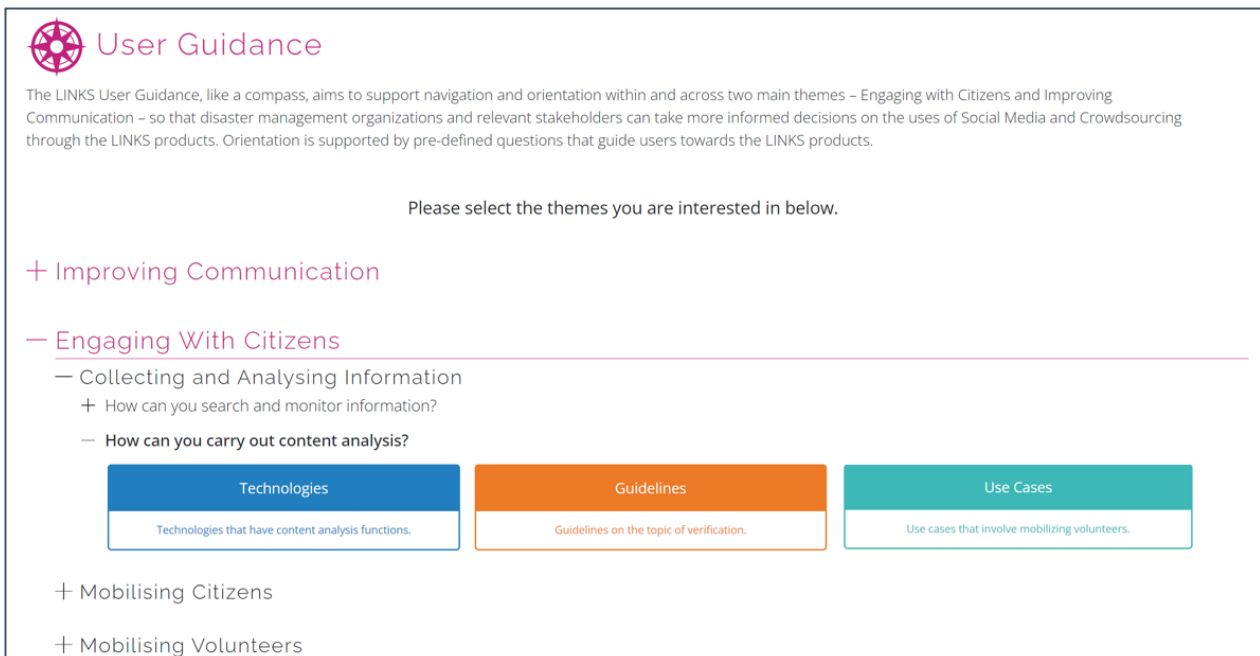 User Guidance
The LINKS User Guidance, like a compass, aims to support navigation and orientation within and across two main themes – Engaging with Citizens and Improving
Communication – so that disaster management organizations and relevant stakeholders can take more informed decisions on the uses of Social Media and Crowdsourcing
through the LINKS products. Orientation is supported by pre-defined questions that guide users towards the LINKS products.
Please select the themes you are interested in below.
+ Improving Communication
— Engaging With Citizens
— Collecting and Analysing Information
+ How can you search and monitor information?
— How can you carry out content analysis?
Technologies Guidelines Use Cases
Technologies that have content analysis functions. Guidelines on the topic of verification. Use cases that involve mobilizing volunteers.
+ Mobilising Citizens
+ Mobilising Volunteers